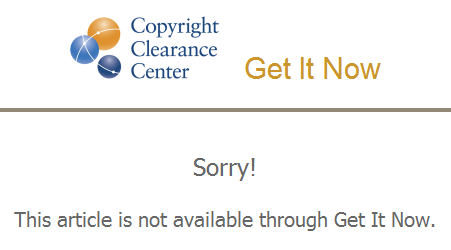 Copyright
Clearance
Center
Get It Now
Sorry!
This article is not available through Get It Now.